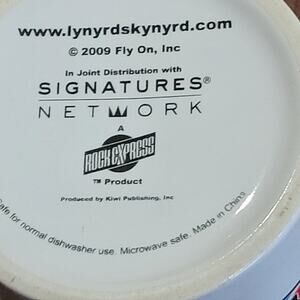 www.lynyrdskynyrd.com
© 2009 Fly On, Inc
In Joint Distribution with
SIGNATURES®
NETWORK
A
ROCK EXPRESS
™ Product
Produced by Kiwi Publishing, Inc
Safe for normal dishwasher use. Microwave safe. Made in China